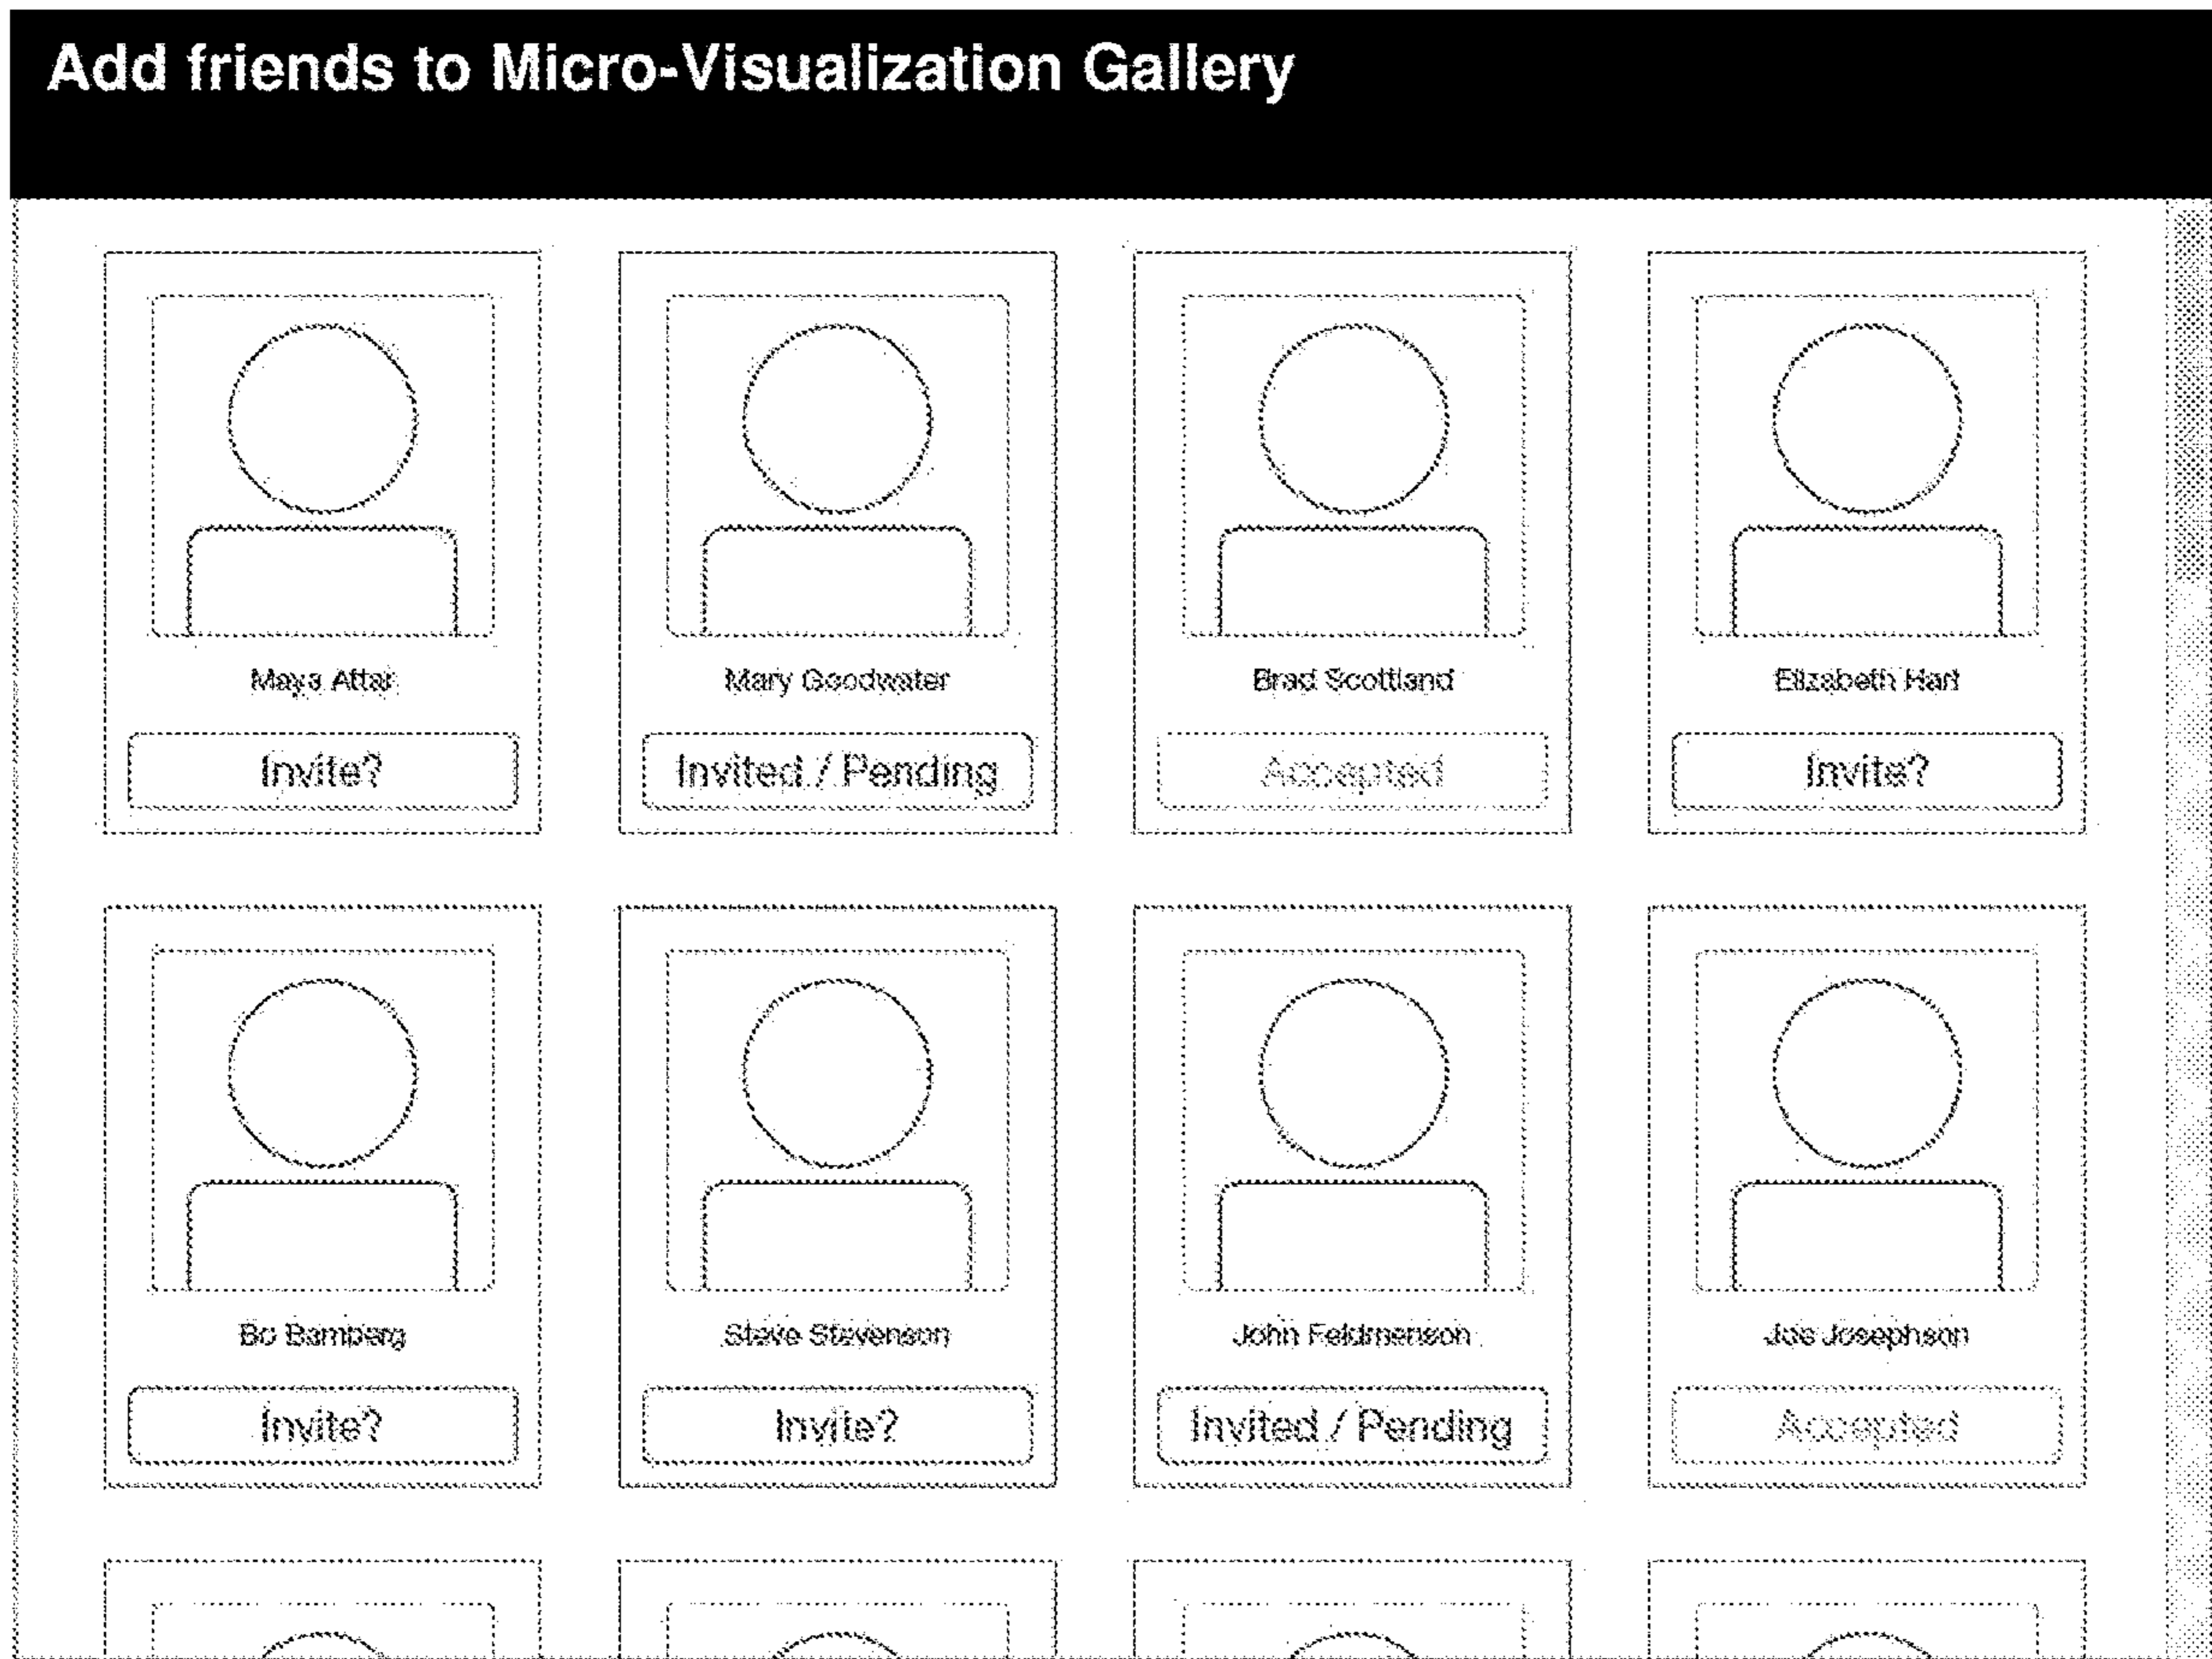 Add friends to Micro-Visualization Gallery
Maya Attar
Mary Goodwater
Brad Scottland
Elizabeth Harl
Invite?
Invited / Pending
Accepted
Invite?
Bo Bamberg
Steve Stevenson
John Feldmenson
Joe Josephson
Invite?
Invite?
Invited / Pending
Accepted